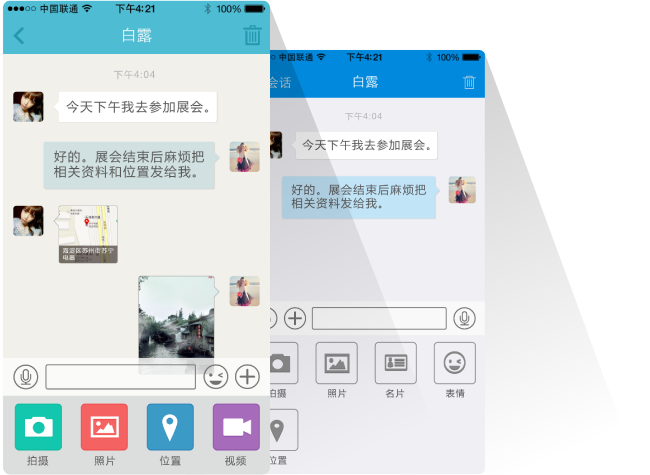 中国联通 下午4:21 100%
白露
下午4:04
今天下午我去参加展会。
好的。展会结束后麻烦把
相关资料和位置发给我。
海淀区苏州街苏宁
电器
拍摄 照片 位置 视频
中国联通 下午4:21 100%
会话 白露
下午4:04
今天下午我去参加展会。
好的。展会结束后麻烦把
相关资料发给我。
拍摄 照片 名片 表情
位置